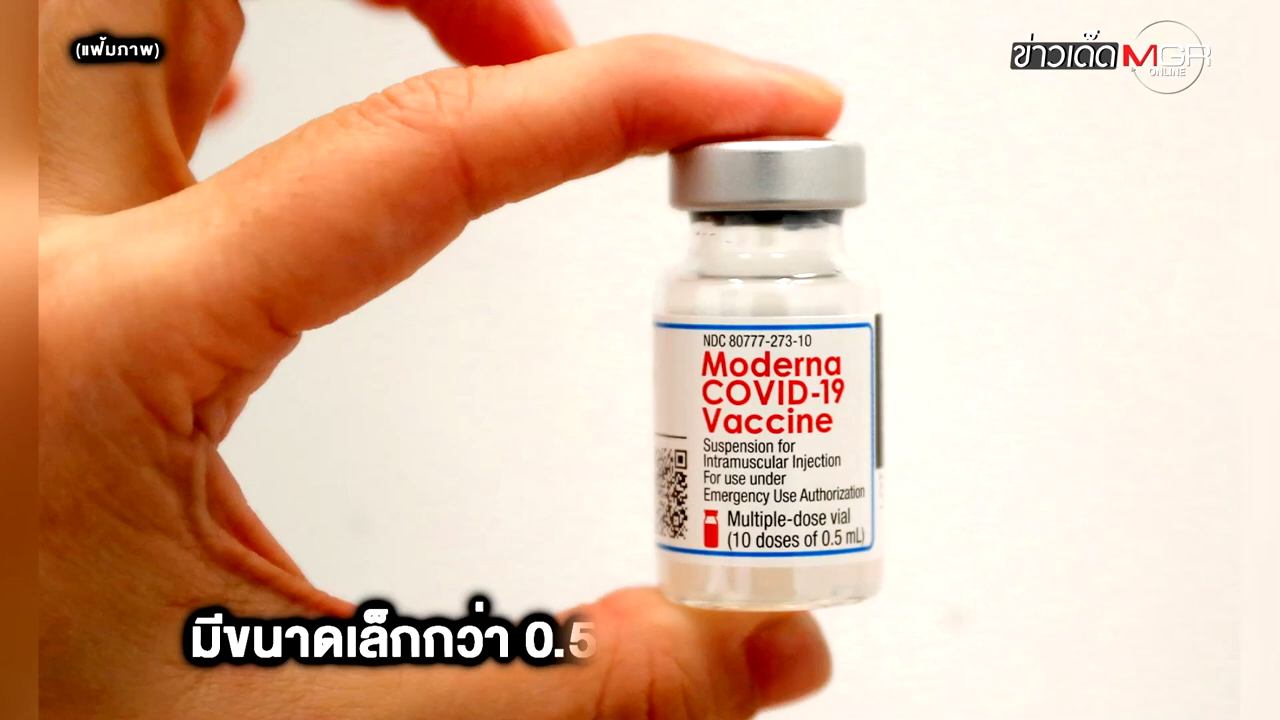 (แฟ้มภาพ)
ข่าวเด็ด MGR
ONLINE
NDC 80777-273-10
Moderna
COVID-19
Vaccine
Suspension for
Intramuscular Injection
For use under
Emergency Use Authorization
Multiple-dose vial
(10 doses of 0.5 mL)
มีขนาดเล็กกว่า 0.5